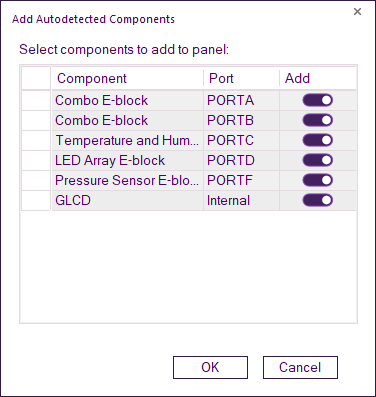 Add Autodetected Components
Select components to add to panel:
Component Port Add
Combo E-block PORTA
Combo E-block PORTB
Temperature and Hum... PORTC
LED Array E-block PORTD
Pressure Sensor E-blo... PORTF
GLCD Internal
OK Cancel